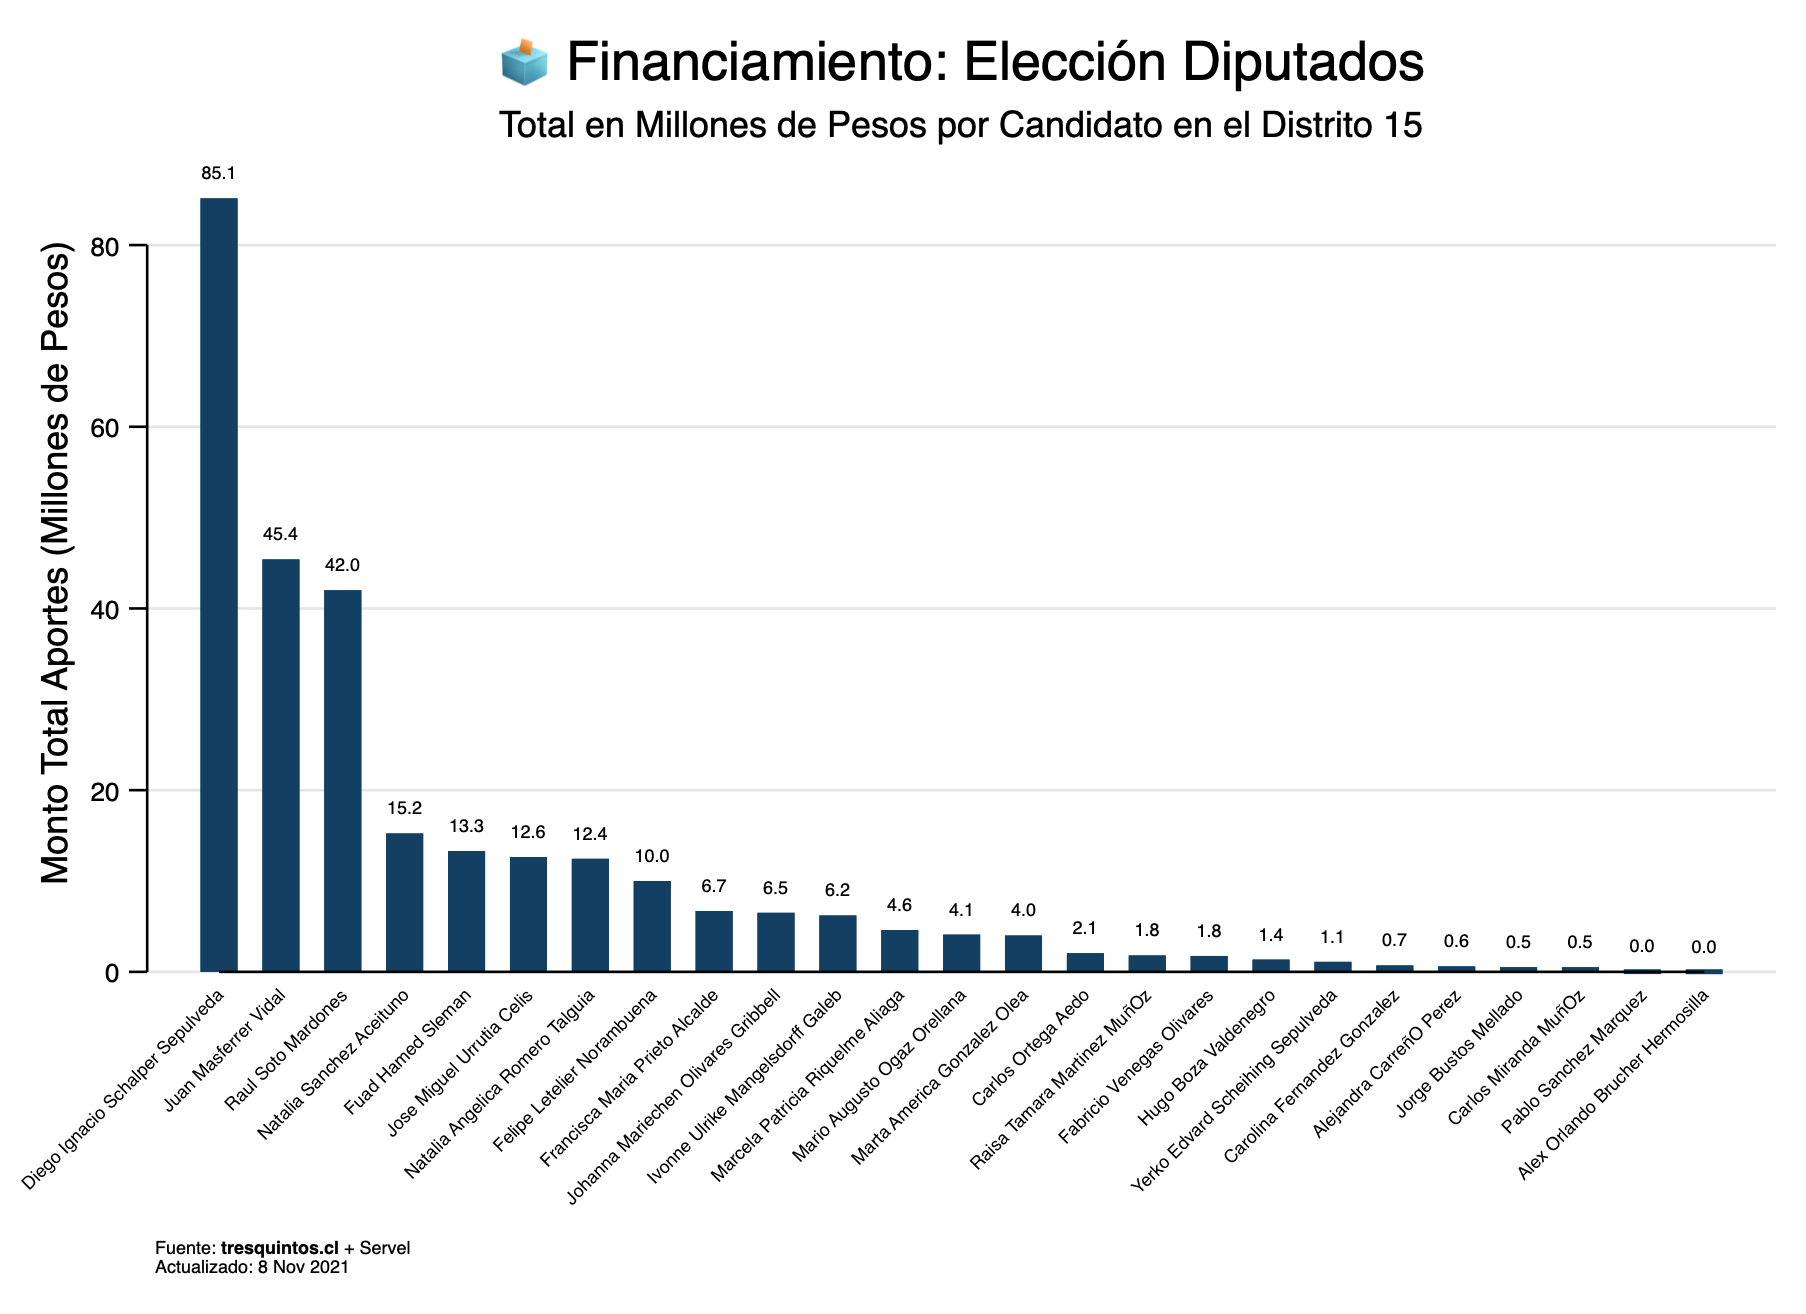 Financiamiento: Elección Diputados
Total en Millones de Pesos por Candidato en el Distrito 15
Monto Total Aportes (Millones de Pesos)
80
60
40
20
0
85.1
45.4
42.0
15.2
13.3
12.6
12.4
10.0
6.7
6.5
6.2
4.6
4.1
4.0
2.1
1.8
1.8
1.4
1.1
0.7
0.6
0.5
0.5
0.0
0.0
Diego Ignacio Schalper Sepulveda
Juan Masferrer Vidal
Raul Soto Mardones
Natalia Sanchez Aceituno
Fuad Hamed Sleman
Jose Miguel Urrutia Celis
Natalia Angelica Romero Talguia
Felipe Letelier Norambuena
Francisca Maria Prieto Alcalde
Johanna Mariechen Olivares Gribbell
Ivonne Ulrike Mangelsdorff Galeb
Marcela Patricia Riquelme Aliaga
Mario Augusto Ogaz Orellana
Marta America Gonzalez Olea
Carlos Ortega Aedo
Raisa Tamara Martinez MuñOz
Fabricio Venegas Olivares
Hugo Boza Valdenegro
Yerko Edvard Scheihing Sepulveda
Carolina Fernandez Gonzalez
Alejandra CarreñO Perez
Jorge Bustos Mellado
Carlos Miranda MuñOz
Pablo Sanchez Marquez
Alex Orlando Brucher Hermosilla
Fuente: tresquintos.cl + Servel
Actualizado: 8 Nov 2021